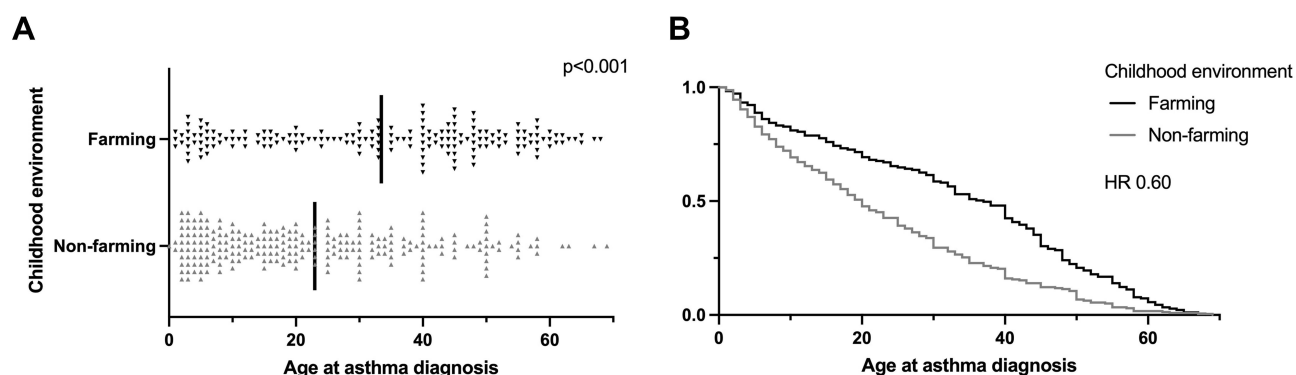 A
p<0.001
Childhood environment
Farming
Non-farming
0
20
40
60
Age at asthma diagnosis
B
Childhood environment
Farming
Non-farming
HR 0.60
1.0
0.5
0.0
0
20
40
60
Age at asthma diagnosis